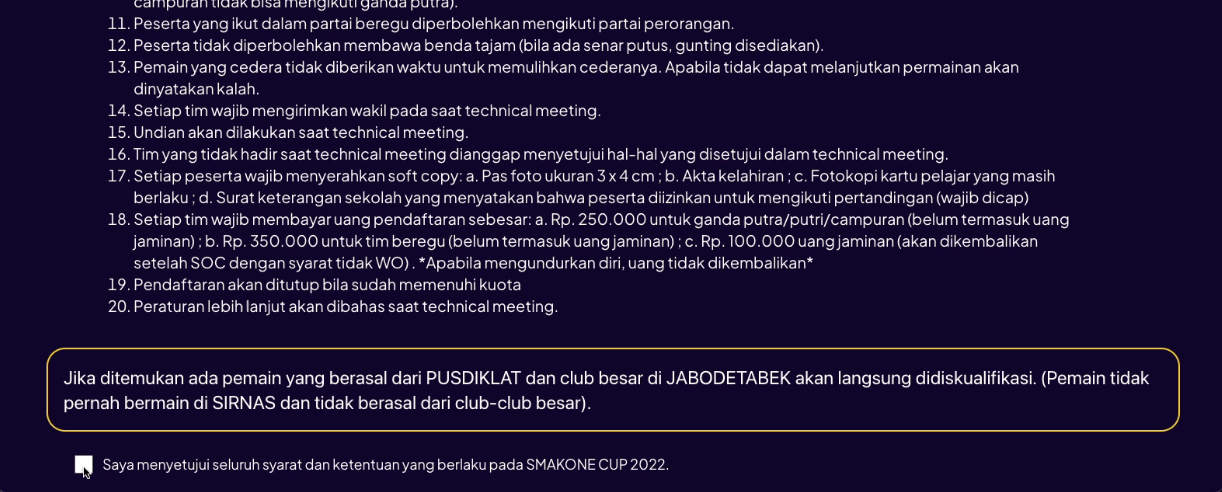 campuran tidak bisa mengikuti ganda putra).
11. Peserta yang ikut dalam partai beregu diperbolehkan mengikuti partai perorangan.
12. Peserta tidak diperbolehkan membawa benda tajam (bila ada senar putus, gunting disediakan).
13. Pemain yang cedera tidak diberikan waktu untuk memulihkan cederanya. Apabila tidak dapat melanjutkan permainan akan
dinyatakan kalah.
14. Setiap tim wajib mengirimkan wakil pada saat technical meeting.
15. Undian akan dilakukan saat technical meeting.
16. Tim yang tidak hadir saat technical meeting dianggap menyetujui hal-hal yang disetujui dalam technical meeting.
17. Setiap peserta wajib menyerahkan soft copy: a. Pas foto ukuran 3 x 4 cm ; b. Akta kelahiran ; c. Fotokopi kartu pelajar yang masih
berlaku ; d. Surat keterangan sekolah yang menyatakan bahwa peserta diizinkan untuk mengikuti pertandingan (wajib dicap)
18. Setiap tim wajib membayar uang pendaftaran sebesar: a. Rp. 250.000 untuk ganda putra/putri/campuran (belum termasuk uang
jaminan) ; b. Rp. 350.000 untuk tim beregu (belum termasuk uang jaminan) ; c. Rp. 100.000 uang jaminan (akan dikembalikan
setelah SOC dengan syarat tidak WO) . *Apabila mengundurkan diri, uang tidak dikembalikan*
19. Pendaftaran akan ditutup bila sudah memenuhi kuota
20. Peraturan lebih lanjut akan dibahas saat technical meeting.
Jika ditemukan ada pemain yang berasal dari PUSDIKLAT dan club besar di JABODETABEK akan langsung didiskualifikasi. (Pemain tidak
pernah bermain di SIRNAS dan tidak berasal dari club-club besar).
Saya menyetujui seluruh syarat dan ketentuan yang berlaku pada SMAKONE CUP 2022.